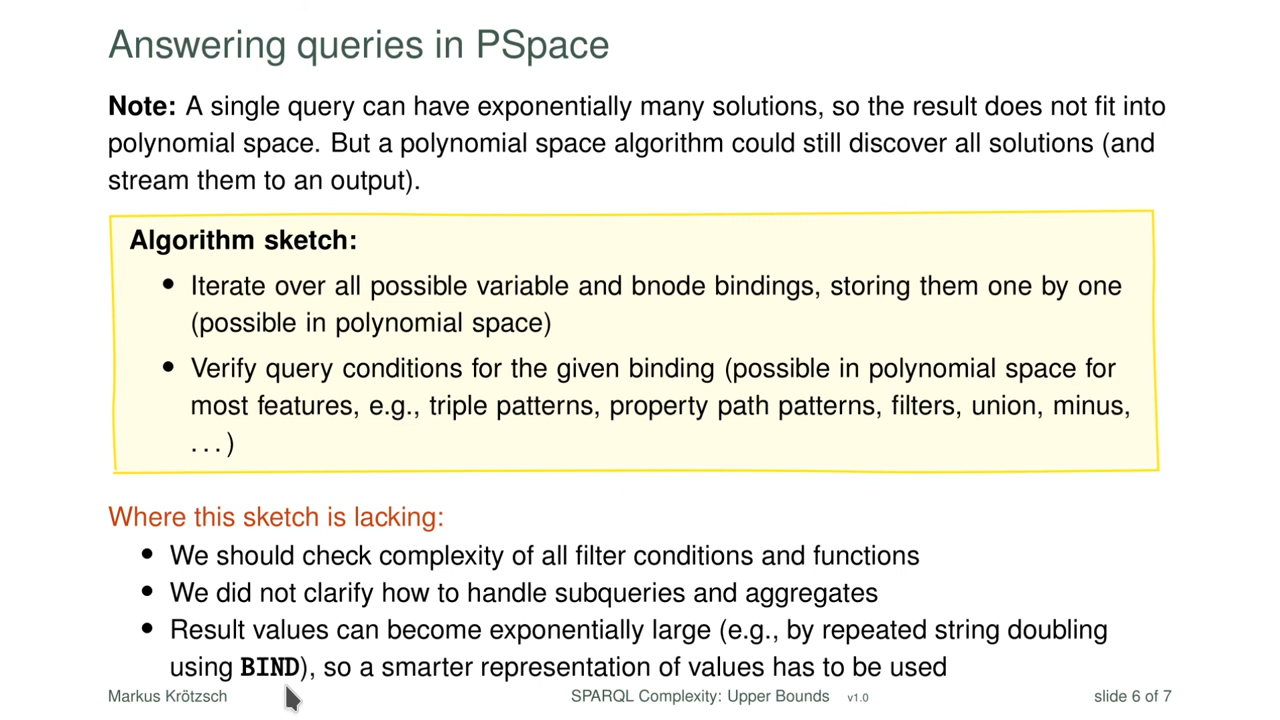 Answering queries in PSpace
Note: A single query can have exponentially many solutions, so the result does not fit into
polynomial space. But a polynomial space algorithm could still discover all solutions (and
stream them to an output).
Algorithm sketch:
• Iterate over all possible variable and bnode bindings, storing them one by one
(possible in polynomial space)
• Verify query conditions for the given binding (possible in polynomial space for
most features, e.g., triple patterns, property path patterns, filters, union, minus,
...)
Where this sketch is lacking:
• We should check complexity of all filter conditions and functions
• We did not clarify how to handle subqueries and aggregates
• Result values can become exponentially large (e.g., by repeated string doubling
using BIND), so a smarter representation of values has to be used
Markus Krötzsch SPARQL Complexity: Upper Bounds v1.0 slide 6 of 7